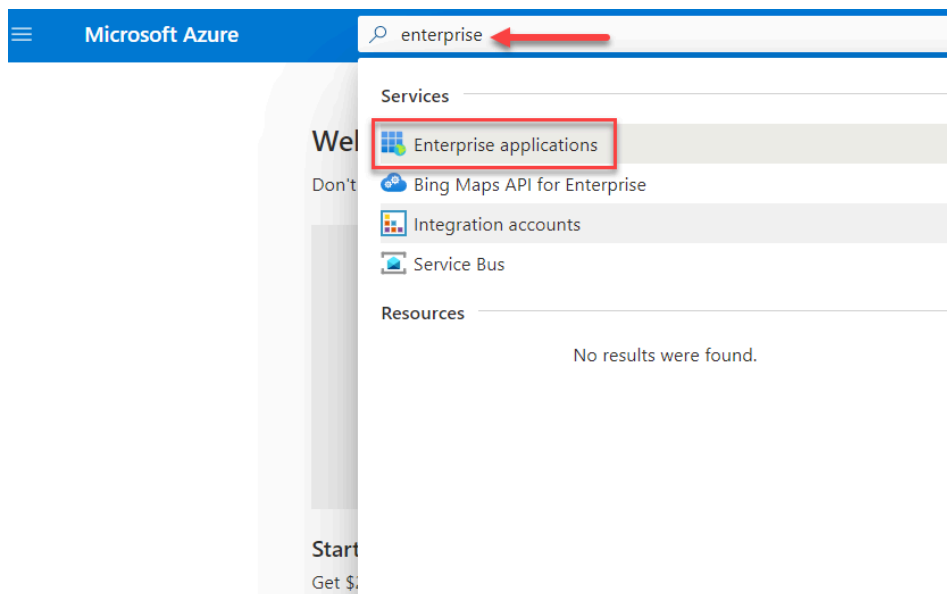 Microsoft Azure
enterprise
Services
Wel
Enterprise applications
Don't
Bing Maps API for Enterprise
Integration accounts
Service Bus
Resources
No results were found.
Start
Get $